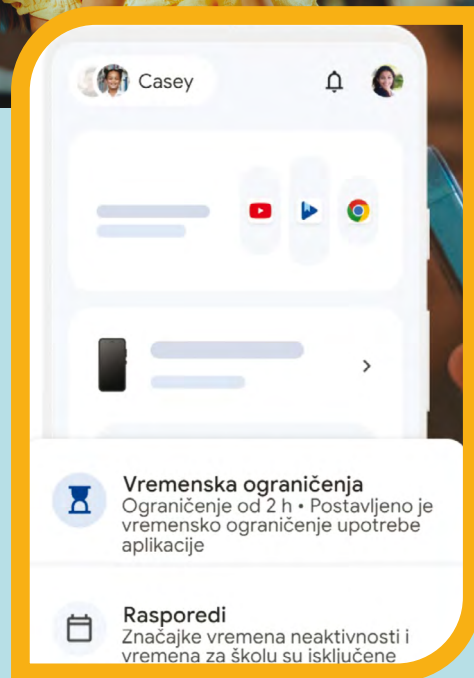 Casey
Vremenska ograničenja
Ograničenje od 2 h • Postavljeno je
vremensko ograničenje upotrebe
aplikacije
Rasporedi
Značajke vremena neaktivnosti i
vremena za školu su isključene